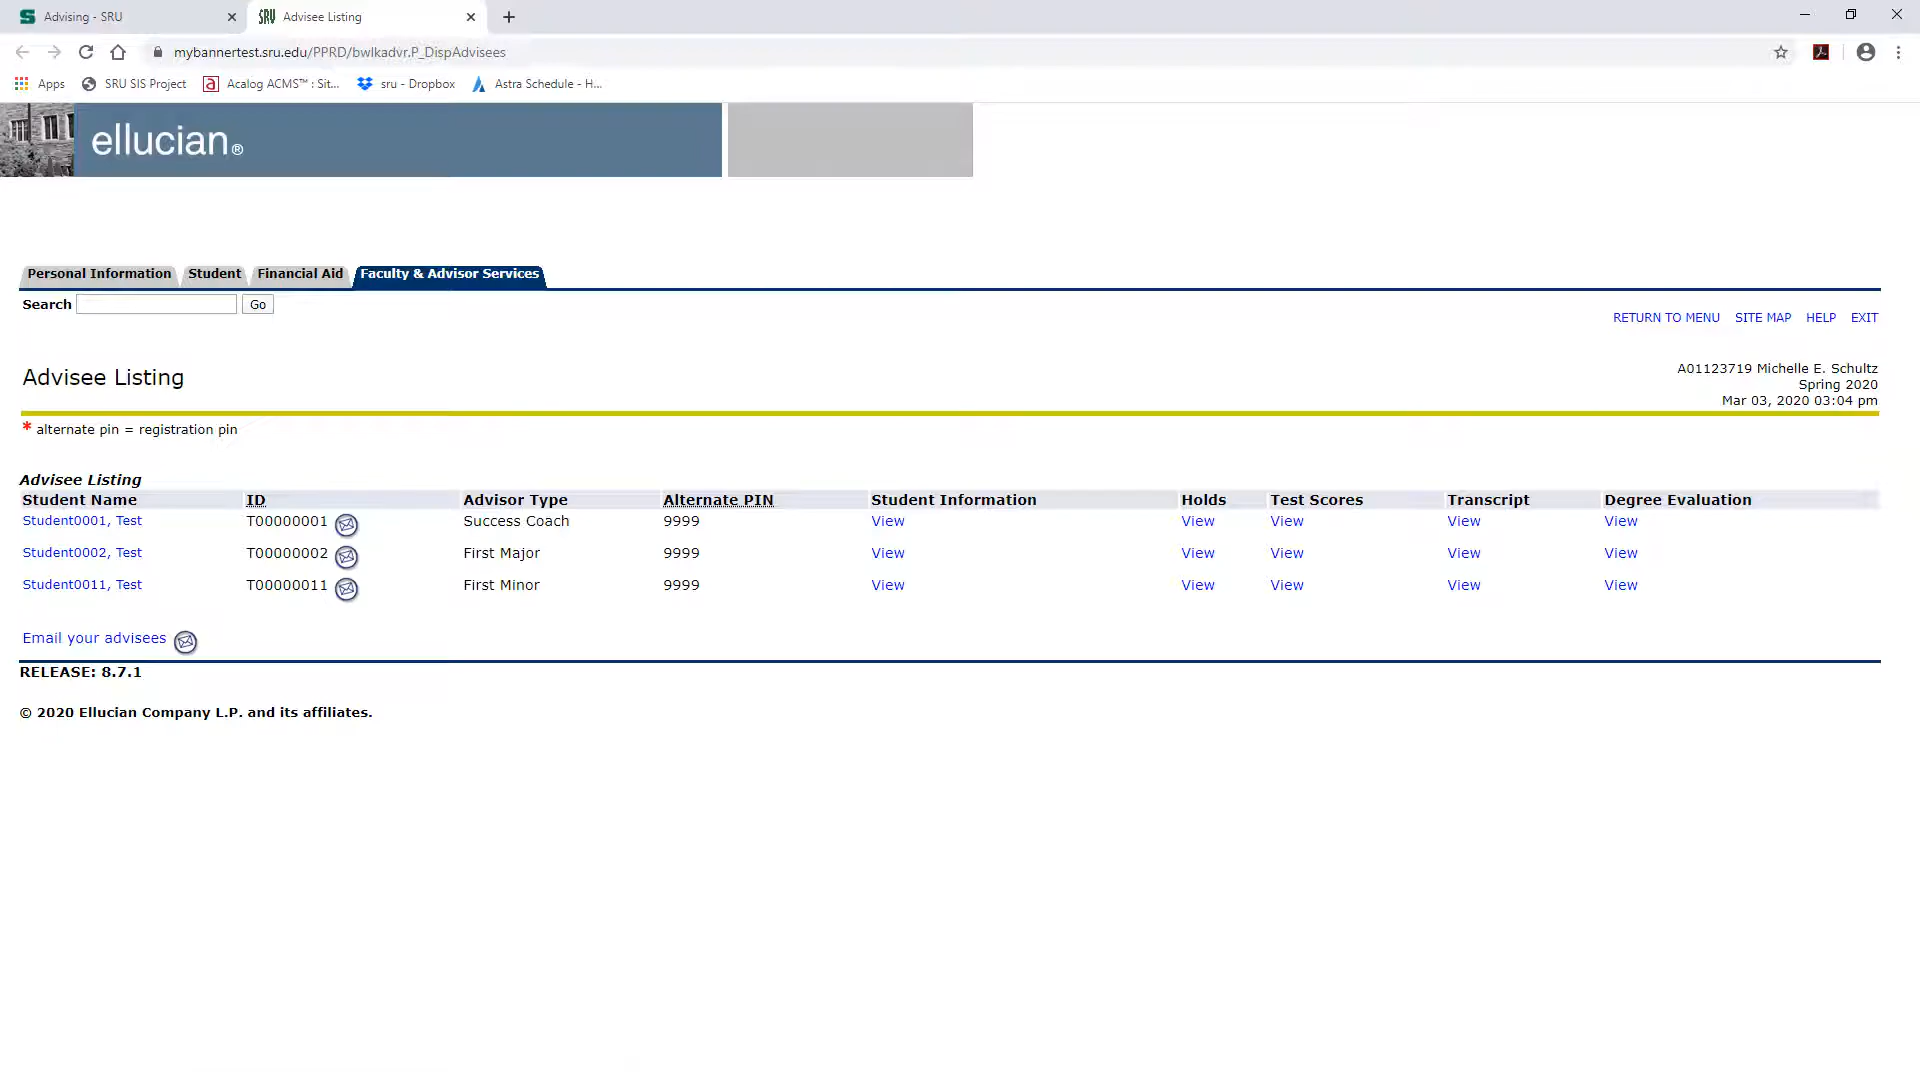 Advising - SRU
SRU Advisee Listing
mybannertest.sru.edu/PPRD/bwlkadvr.P_DispAdvisees
Apps SRU SIS Project Acalog ACMS™ : Sit... sru - Dropbox Astra Schedule - H...
ellucian®
Personal Information Student Financial Aid Faculty & Advisor Services
Search Go
RETURN TO MENU SITE MAP HELP EXIT
Advisee Listing
A01123719 Michelle E. Schultz
Spring 2020
Mar 03, 2020 03:04 pm
* alternate pin = registration pin
Advisee Listing
Student Name ID Advisor Type Alternate PIN Student Information Holds Test Scores Transcript Degree Evaluation
Student0001, Test T00000001 Success Coach 9999 View View View View View
Student0002, Test T00000002 First Major 9999 View View View View View
Student0011, Test T00000011 First Minor 9999 View View View View View
Email your advisees
RELEASE: 8.7.1
© 2020 Ellucian Company L.P. and its affiliates.